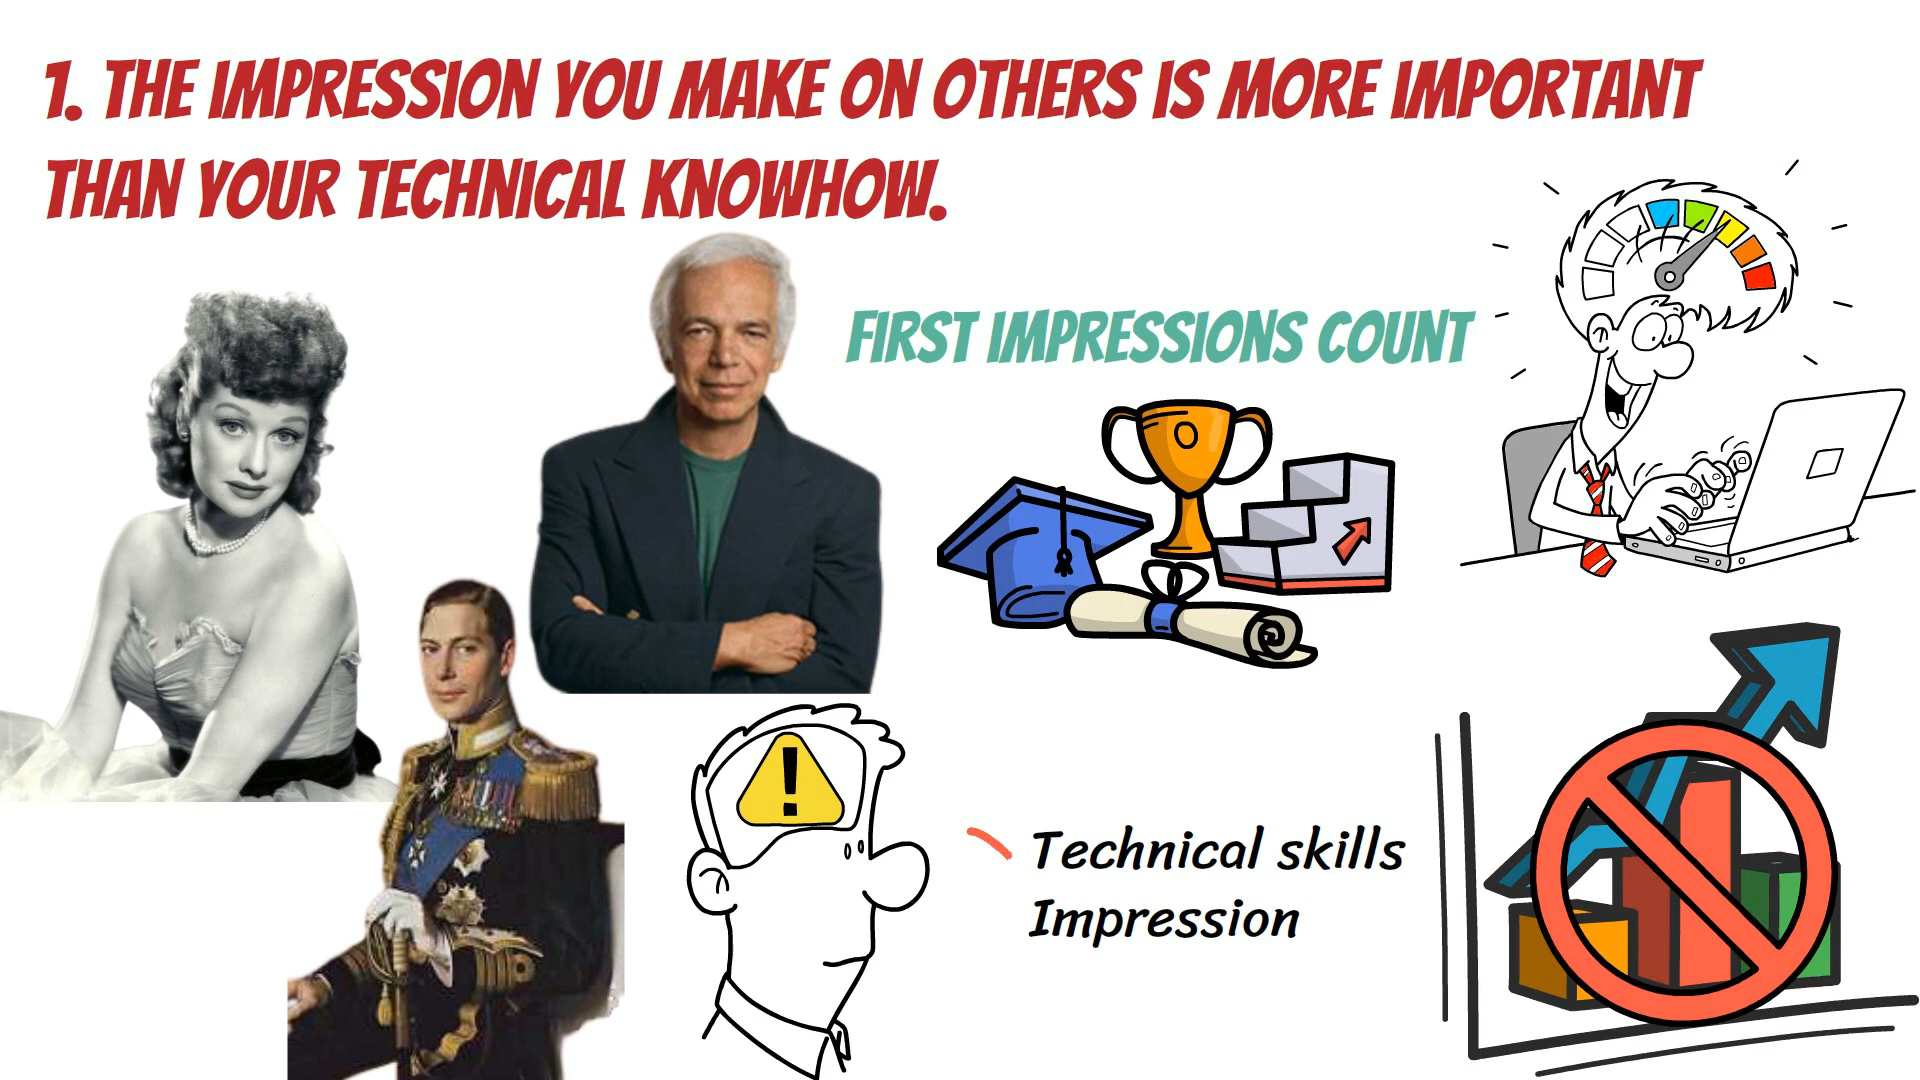 1. THE IMPRESSION YOU MAKE ON OTHERS IS MORE IMPORTANT
THAN YOUR TECHNICAL KNOWHOW.
FIRST IMPRESSIONS COUNT
Technical skills
Impression